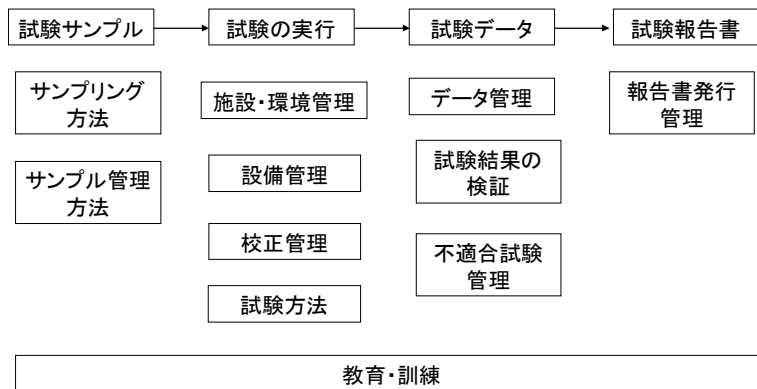 試験サンプル
試験の実行
試験データ
試験報告書
サンプリング
方法
サンプル管理
方法
施設・環境管理
設備管理
校正管理
試験方法
データ管理
試験結果の
検証
不適合試験
管理
報告書発行
管理
教育・訓練